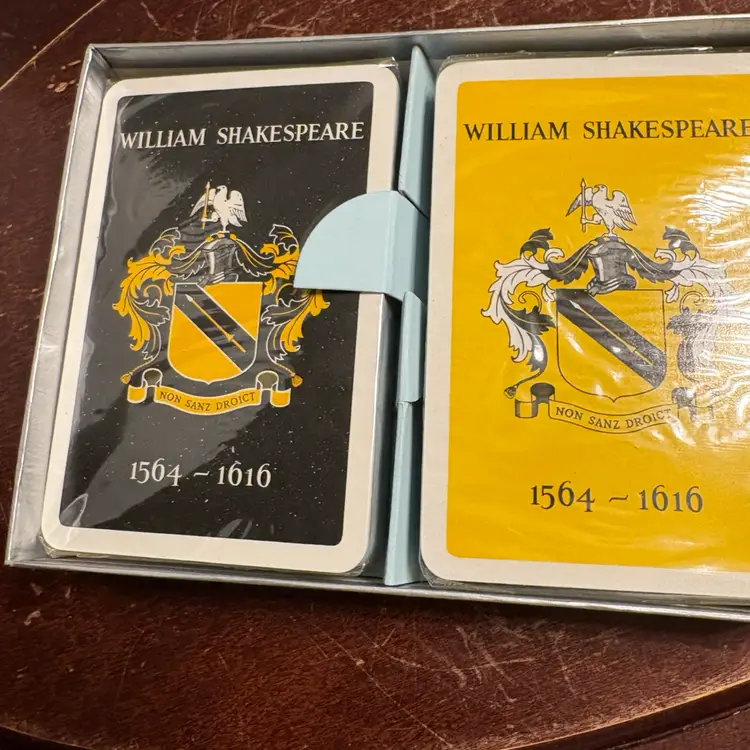 WILLIAM SHAKESPEARE
NON SANZ DROICT
1564 ~ 1616
WILLIAM SHAKESPEARE
NON SANZ DROICT
1564 ~ 1616